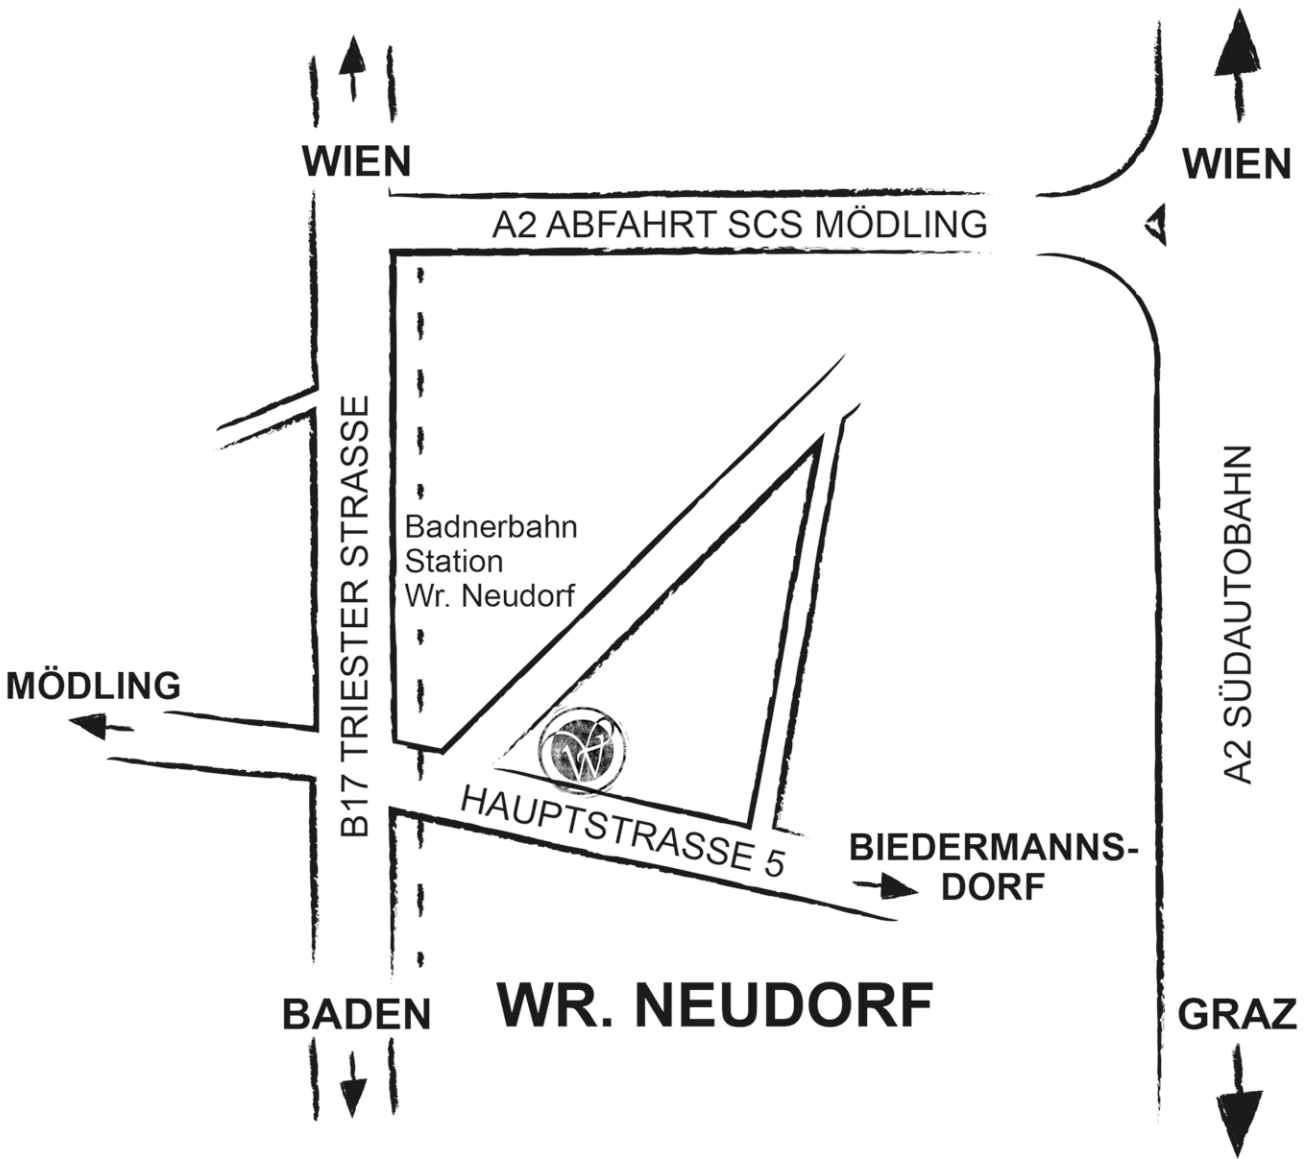 WIEN
WIEN
A2 ABFAHRT SCS MÖDLING
B17 TRIESTER STRASSE
Badnerbahn
Station
Wr. Neudorf
A2 SÜDAUTOBAHN
MÖDLING
W
HAUPTSTRASSE 5
BIEDERMANNS-
DORF
BADEN
WR. NEUDORF
GRAZ